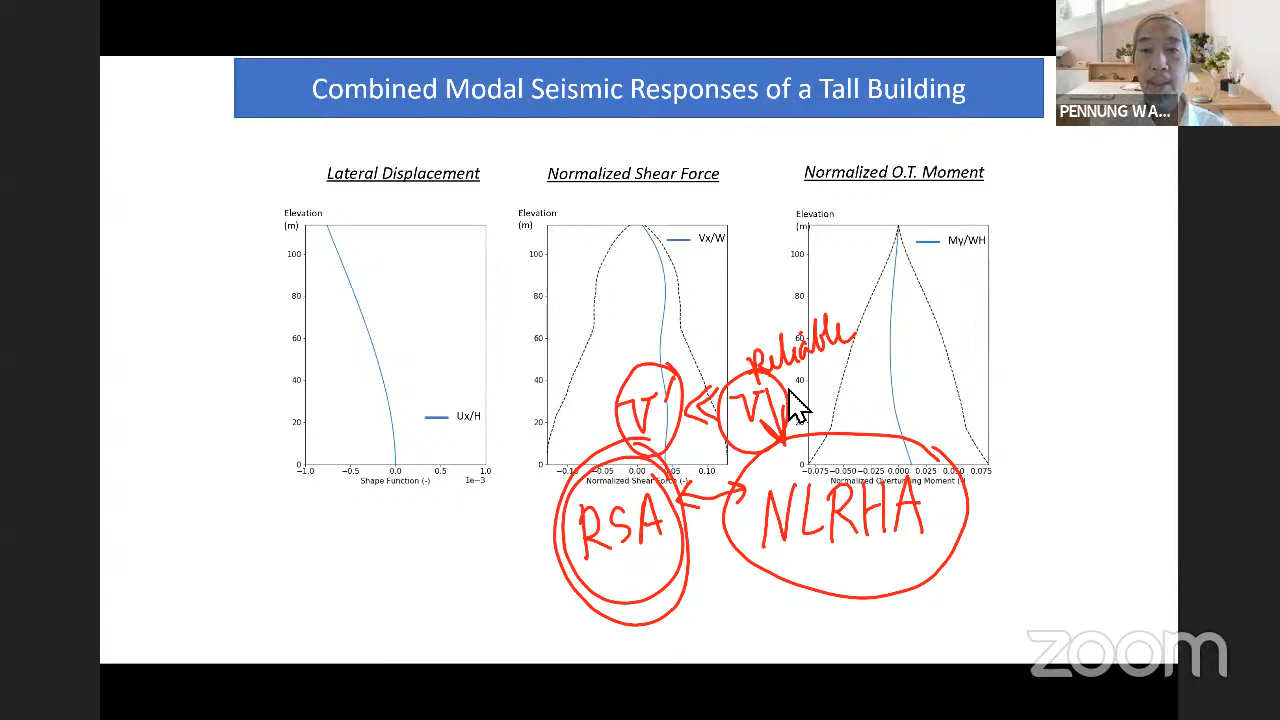 PENNUNG WA...
Combined Modal Seismic Responses of a Tall Building
Lateral Displacement
Normalized Shear Force
Normalized O.T. Moment
Elevation
(m)
Ux/H
100
80
60
40
20
0
−1.0 −0.5 0.0 0.5 1.0
Shape Function (-)
1e−3
Elevation
(m)
Vx/W
100
80
60
40
20
0
−0.10 −0.05 0.00 0.05 0.10
Normalized Shear Force (-)
Elevation
(m)
My/WH
100
80
60
40
0
−0.075 −0.050 −0.025 0.000 0.025 0.050 0.075
Normalized Overturning Moment (-)
Reliable
V << V
RSA ↔ NLRHA
zoom